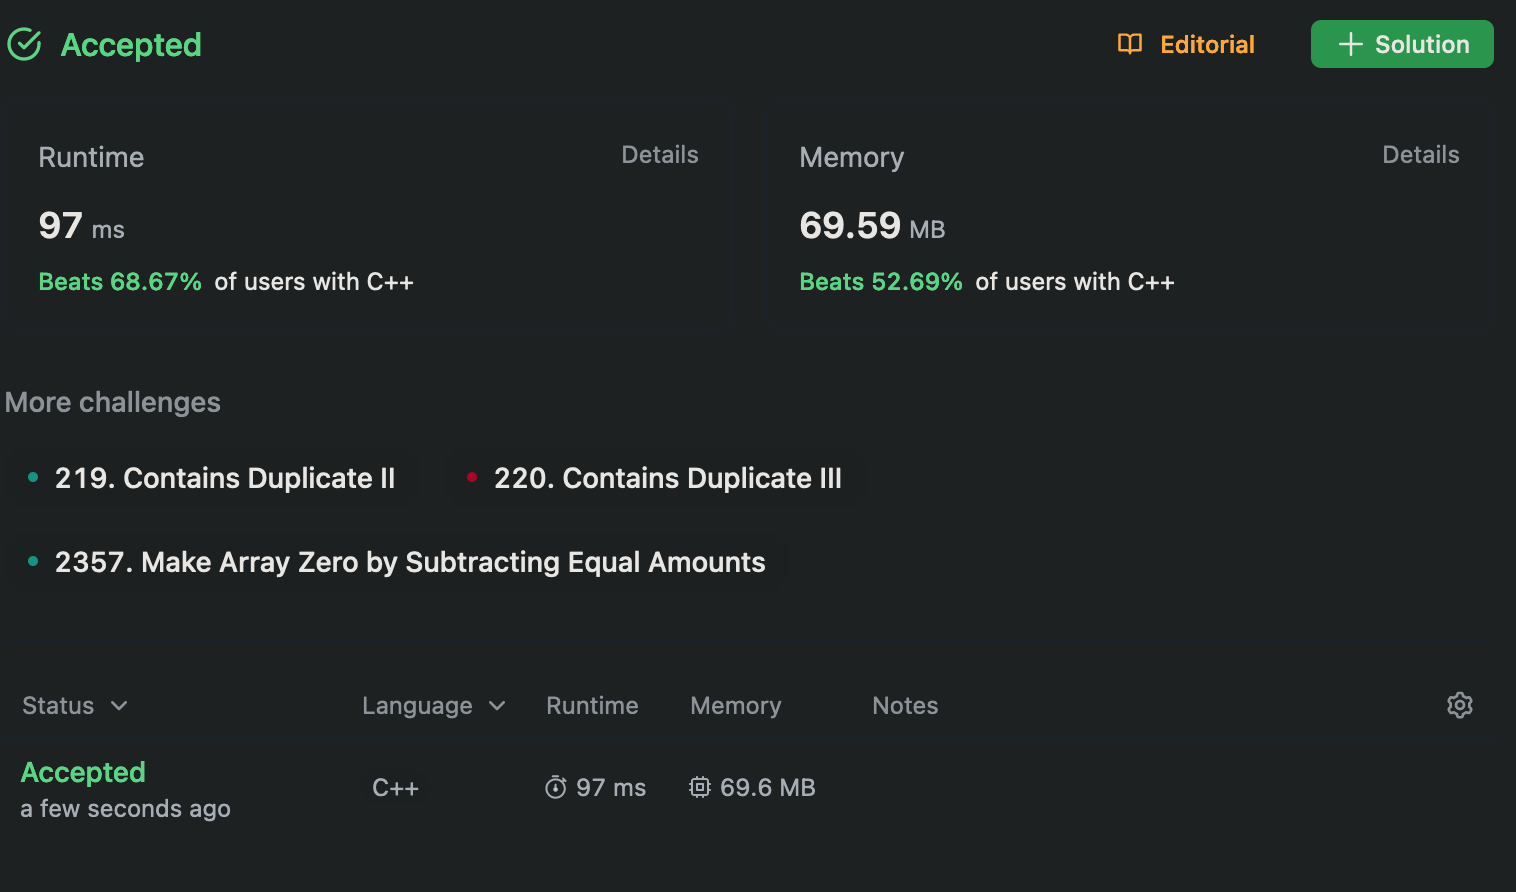 Accepted
Editorial
+ Solution
Runtime
Details
97 ms
Beats 68.67% of users with C++
Memory
Details
69.59 MB
Beats 52.69% of users with C++
More challenges
219. Contains Duplicate II
220. Contains Duplicate III
2357. Make Array Zero by Subtracting Equal Amounts
Status Language Runtime Memory Notes
Accepted
a few seconds ago
C++ 97 ms 69.6 MB